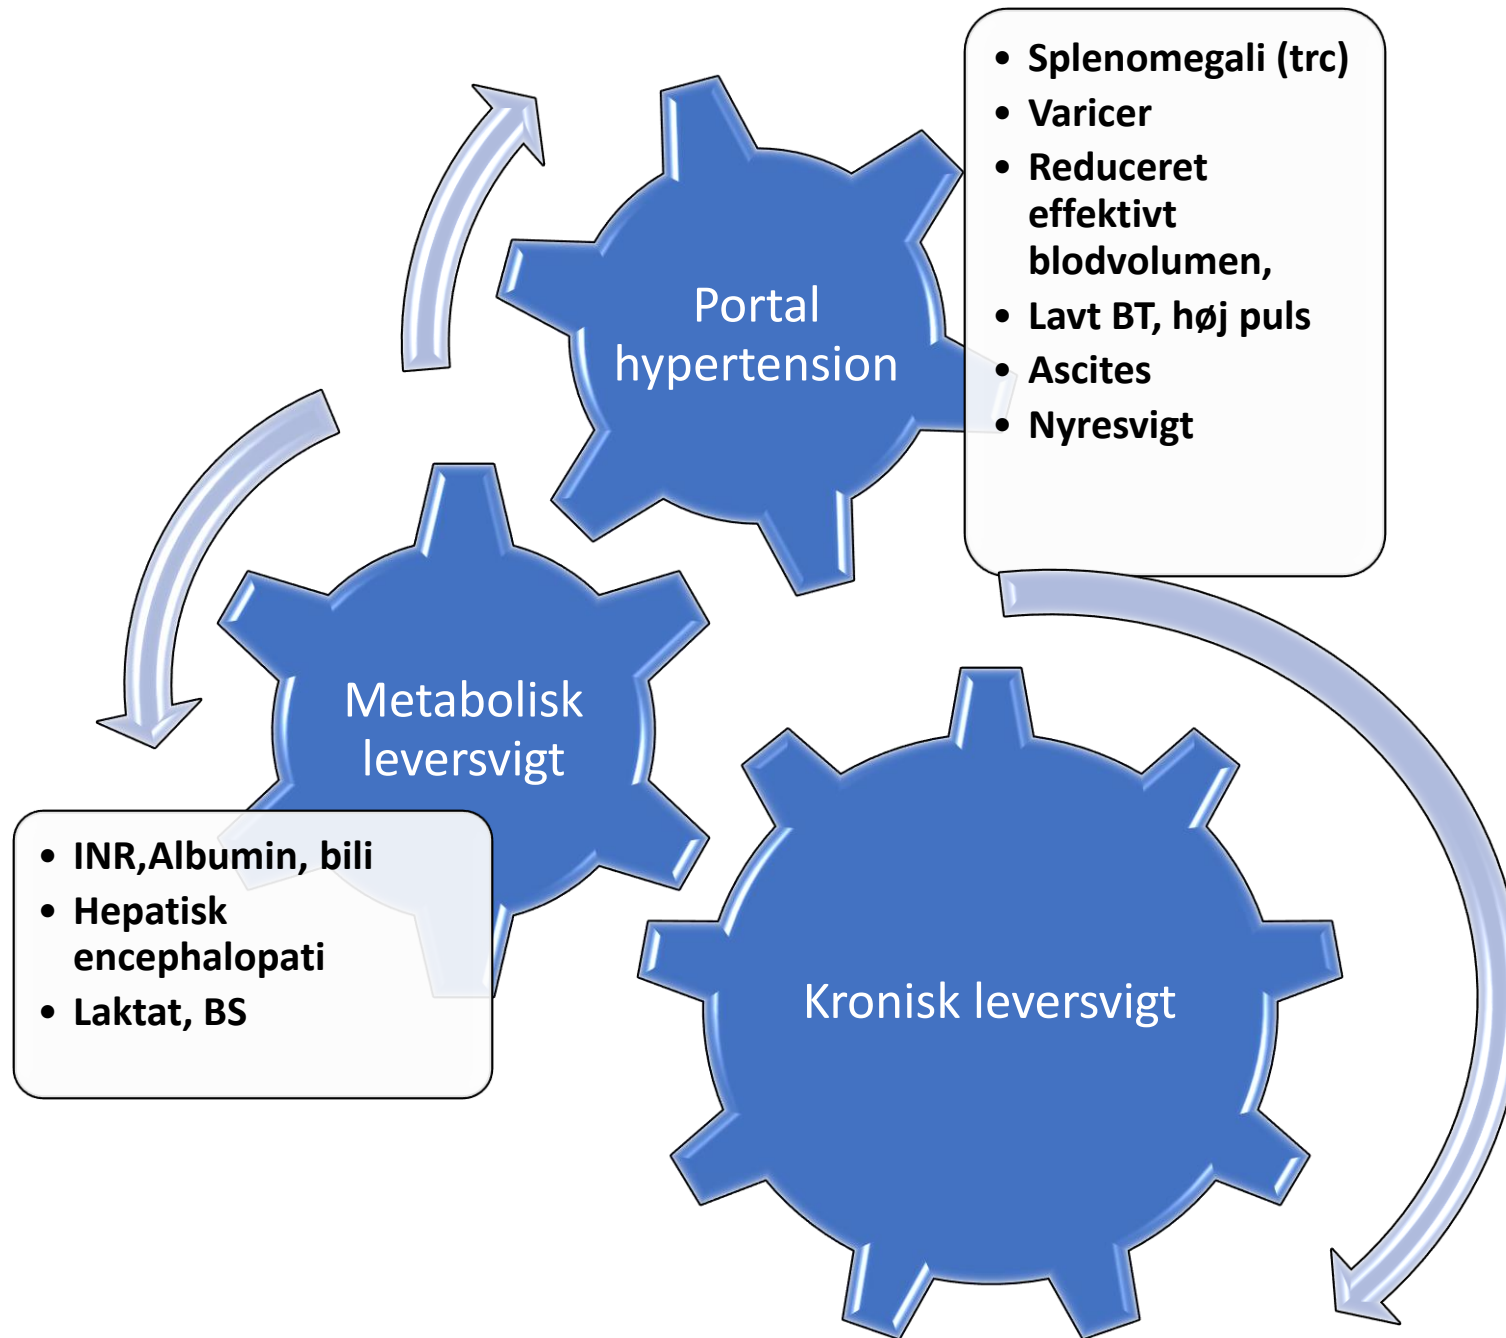 • Splenomegali (trc)
• Varicer
• Reduceret
effektivt
blodvolumen,
• Lavt BT, høj puls
• Ascites
• Nyresvigt
Portal
hypertension
Metabolisk
leversvigt
• INR,Albumin, bili
• Hepatisk
encephalopati
• Laktat, BS
Kronisk leversvigt